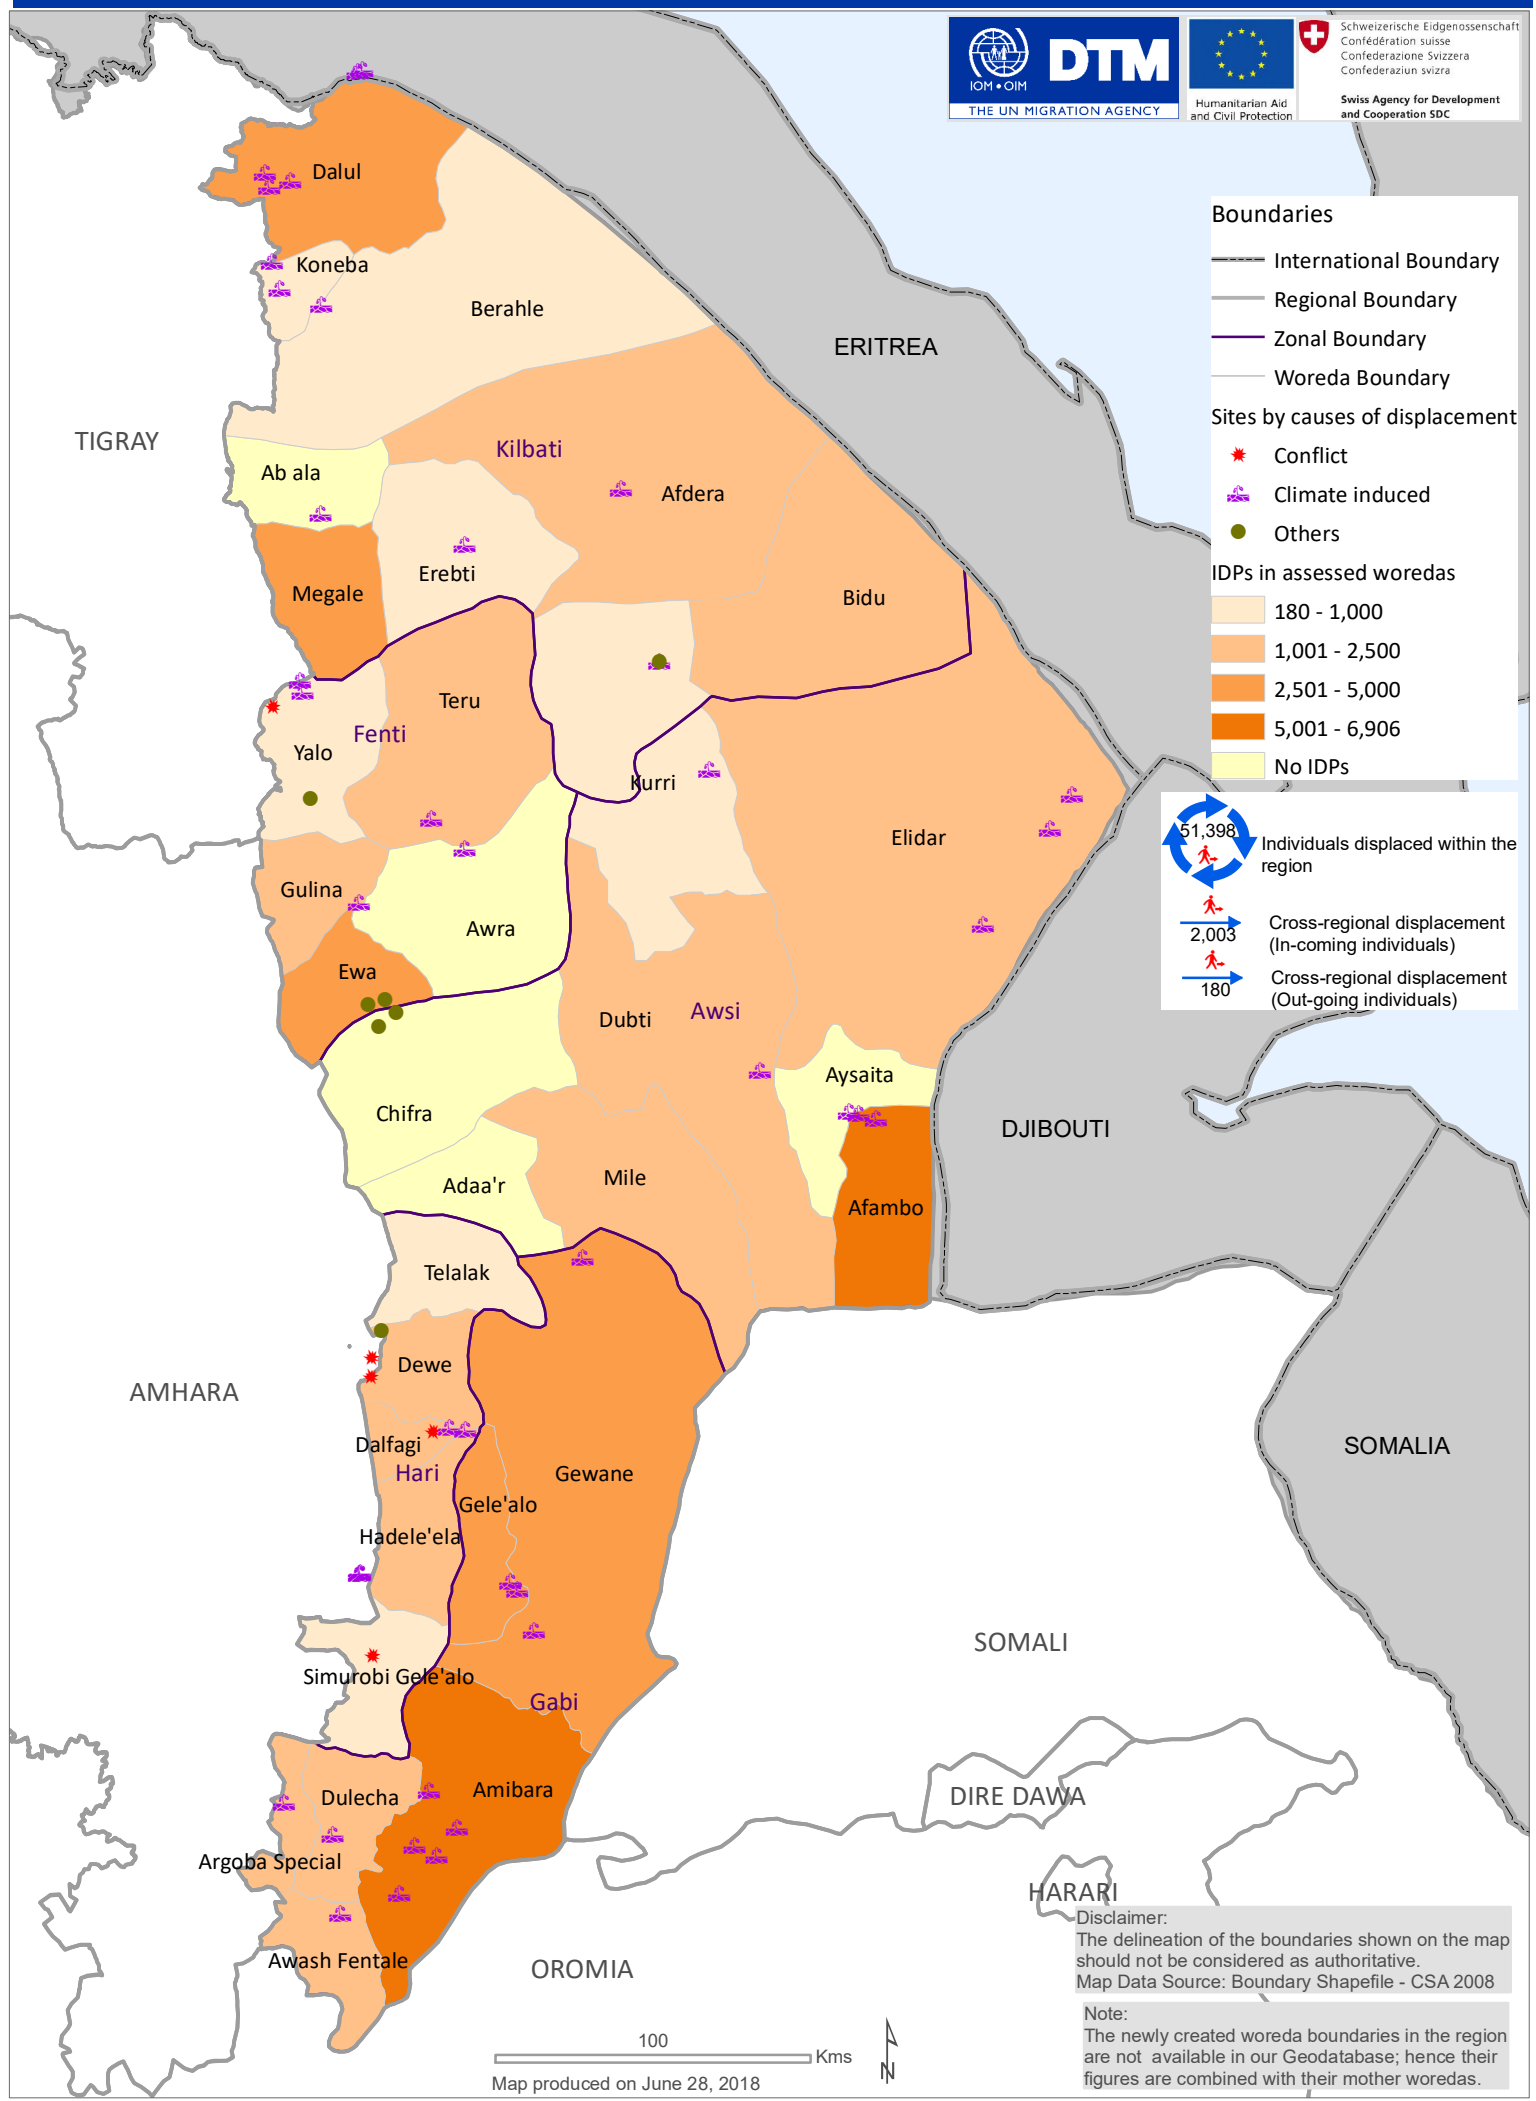 IOM • OIM
DTM
THE UN MIGRATION AGENCY
Humanitarian Aid
and Civil Protection
Schweizerische Eidgenossenschaft
Confédération suisse
Confederazione Svizzera
Confederaziun svizra
Swiss Agency for Development
and Cooperation SDC
Boundaries
International Boundary
Regional Boundary
Zonal Boundary
Woreda Boundary
Sites by causes of displacement
Conflict
Climate induced
Others
IDPs in assessed woredas
180 - 1,000
1,001 - 2,500
2,501 - 5,000
5,001 - 6,906
No IDPs
51,398
Individuals displaced within the
region
2,003
Cross-regional displacement
(In-coming individuals)
180
Cross-regional displacement
(Out-going individuals)
Dalul
Koneba
Berahle
ERITREA
TIGRAY
Kilbati
Ab ala
Afdera
Erebti
Megale
Bidu
Teru
Fenti
Yalo
Kurri
Elidar
Gulina
Awra
Ewa
Dubti
Awsi
Aysaita
Chifra
DJIBOUTI
Adaa'r
Mile
Afambo
Telalak
Dewe
AMHARA
Dalfagi
Hari
Gewane
SOMALIA
Gele'alo
Hadele'ela
SOMALI
Simurobi Gele'alo
Gabi
Amibara
Dulecha
DIRE DAWA
Argoba Special
HARARI
Awash Fentale
OROMIA
Disclaimer:
The delineation of the boundaries shown on the map
should not be considered as authoritative.
Map Data Source: Boundary Shapefile - CSA 2008
Note:
The newly created woreda boundaries in the region
are not available in our Geodatabase; hence their
figures are combined with their mother woredas.
100
Kms
N
Map produced on June 28, 2018